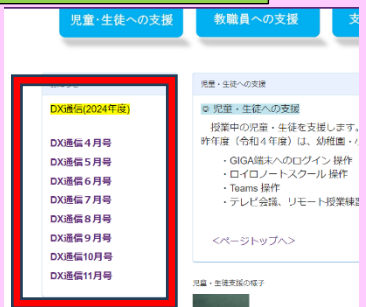 児童・生徒への支援
教職員への支援
支
DX通信(2024年度)
DX通信４月号
DX通信５月号
DX通信６月号
DX通信７月号
DX通信８月号
DX通信９月号
DX通信10月号
DX通信11月号
児童・生徒への支援
児童・生徒への支援
授業中の児童・生徒を支援します。
昨年度（令和４年度）は、幼稚園・
・GIGA端末へのログイン 操作
・ロイロノートスクール 操作
・Teams 操作
・テレビ会議、リモート授業練習
<ページトップへ>
児童・生徒支援の様子